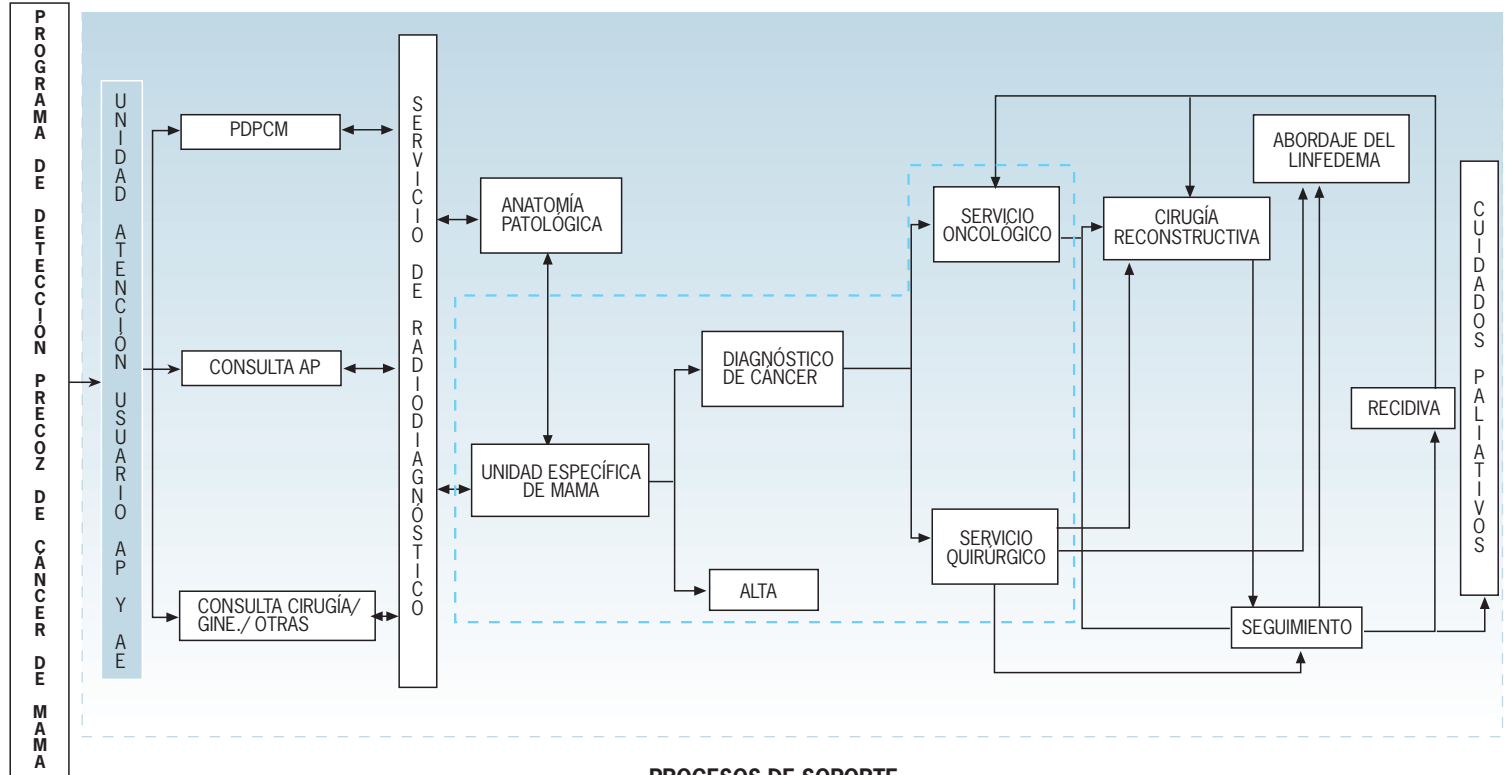 PROGRAMA DE DETECCIÓN PRECOZ DE CÁNCER DE MAMA
UNIDAD ATENCIÓN USUARIO AP Y AE
PDPCM
CONSULTA AP
CONSULTA CIRUGÍA/
GINE./ OTRAS
SERVICIO DE RADIODIAGNÓSTICO
ANATOMÍA
PATOLÓGICA
UNIDAD ESPECÍFICA
DE MAMA
DIAGNÓSTICO
DE CÁNCER
ALTA
SERVICIO
ONCOLÓGICO
SERVICIO
QUIRÚRGICO
CIRUGÍA
RECONSTRUCTIVA
ABORDAJE DEL
LINFEDEMA
SEGUIMIENTO
RECIDIVA
CUIDADOS PALIATIVOS
PROCESOS DE SOPORTE